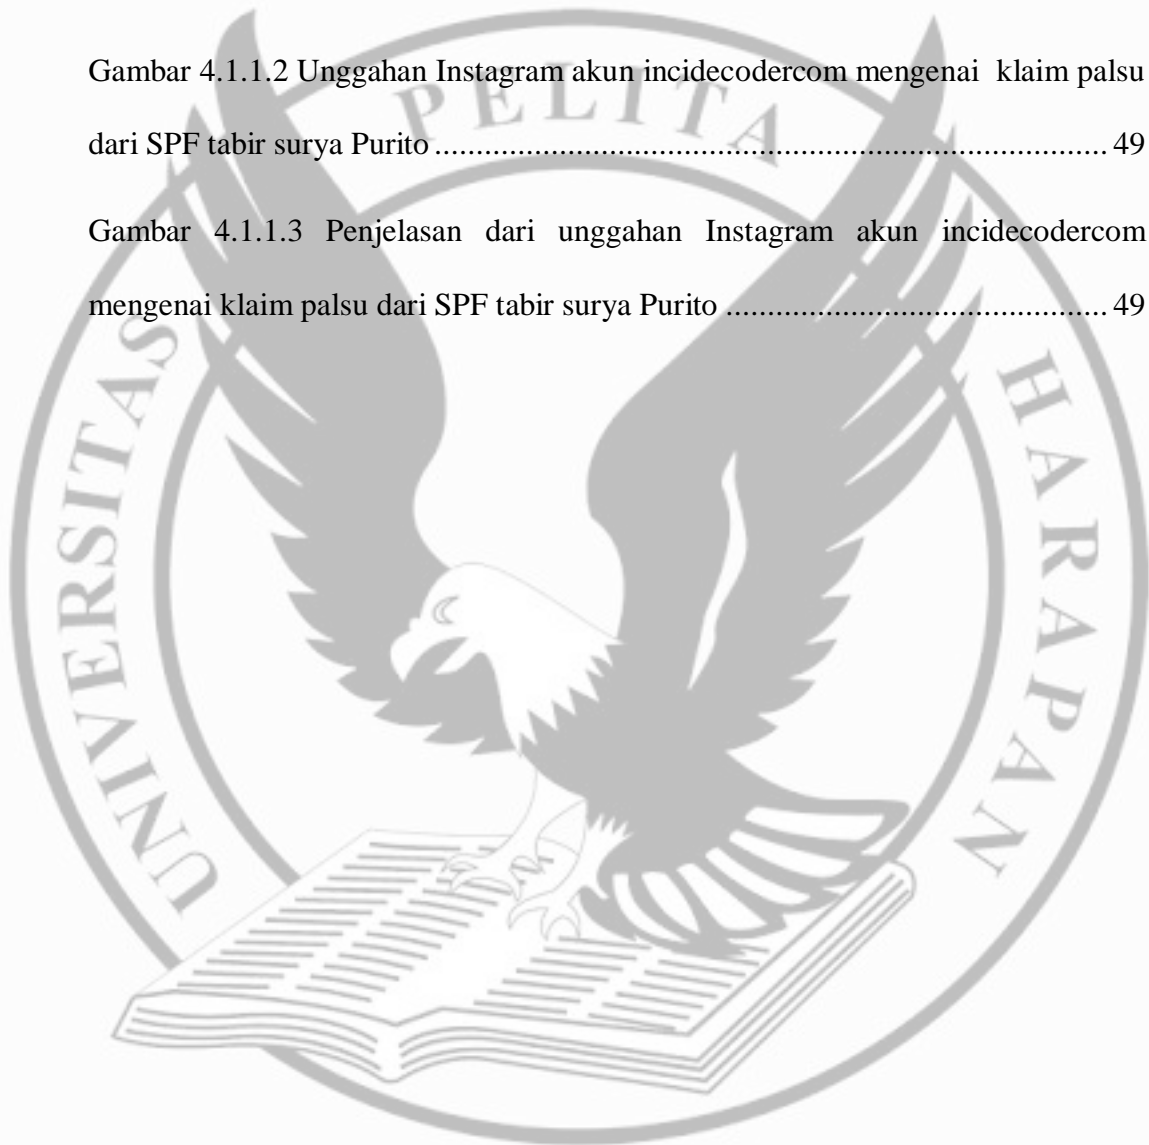 Gambar 4.1.1.2 Unggahan Instagram akun incidecodercom mengenai  klaim palsu
dari SPF tabir surya Purito ................................................................................ 49
Gambar 4.1.1.3 Penjelasan dari unggahan Instagram akun incidecodercom
mengenai klaim palsu dari SPF tabir surya Purito .............................................. 49
UNIVERSITAS PELITA HARAPAN